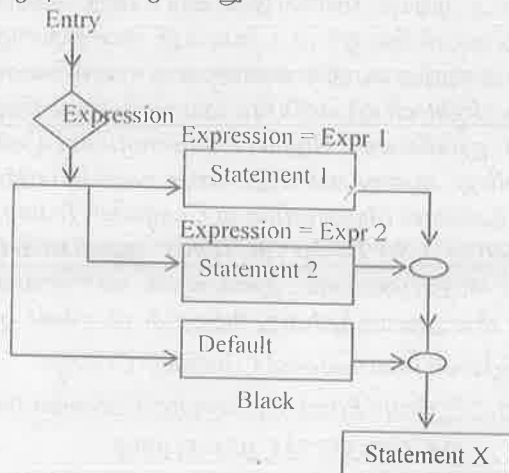 Entry
Expression
Expression = Expr 1
Statement 1
Expression = Expr 2
Statement 2
Default
Black
Statement X